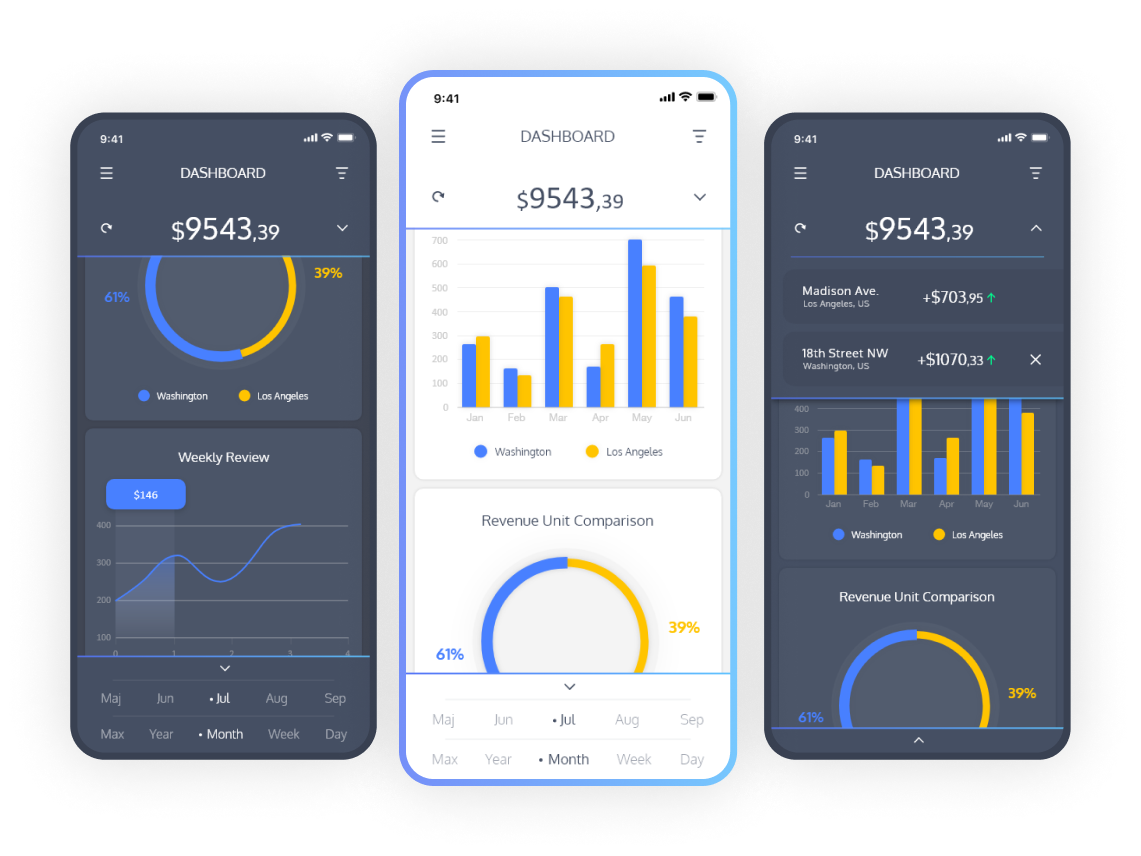 9:41
DASHBOARD
$9543,39
61%
39%
Washington Los Angeles
Weekly Review
$146
400
300
200
100
0 1 2 3 4
Maj Jun • Jul Aug Sep
Max Year • Month Week Day
9:41
DASHBOARD
$9543,39
700
600
500
400
300
200
100
0
Jan Feb Mar Apr May Jun
Washington Los Angeles
Revenue Unit Comparison
39%
61%
Maj Jun • Jul Aug Sep
Max Year • Month Week Day
9:41
DASHBOARD
$9543,39
Madison Ave.
Los Angeles, US
+$703,95
18th Street NW
Washington, US
+$1070,33
400
300
200
100
0
Jan Feb Mar Apr May Jun
Washington Los Angeles
Revenue Unit Comparison
39%
61%